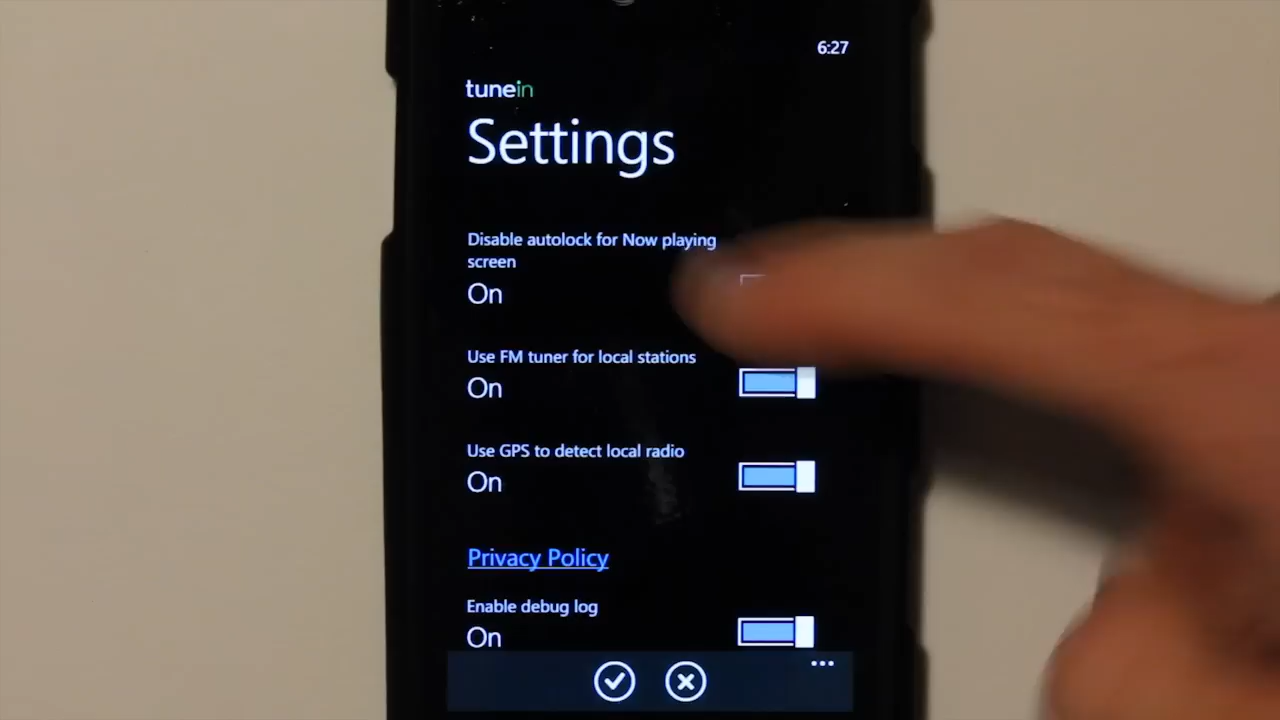 6:27
tunein
Settings
Disable autolock for Now playing
screen
On
Use FM tuner for local stations
On
Use GPS to detect local radio
On
Privacy Policy
Enable debug log
On